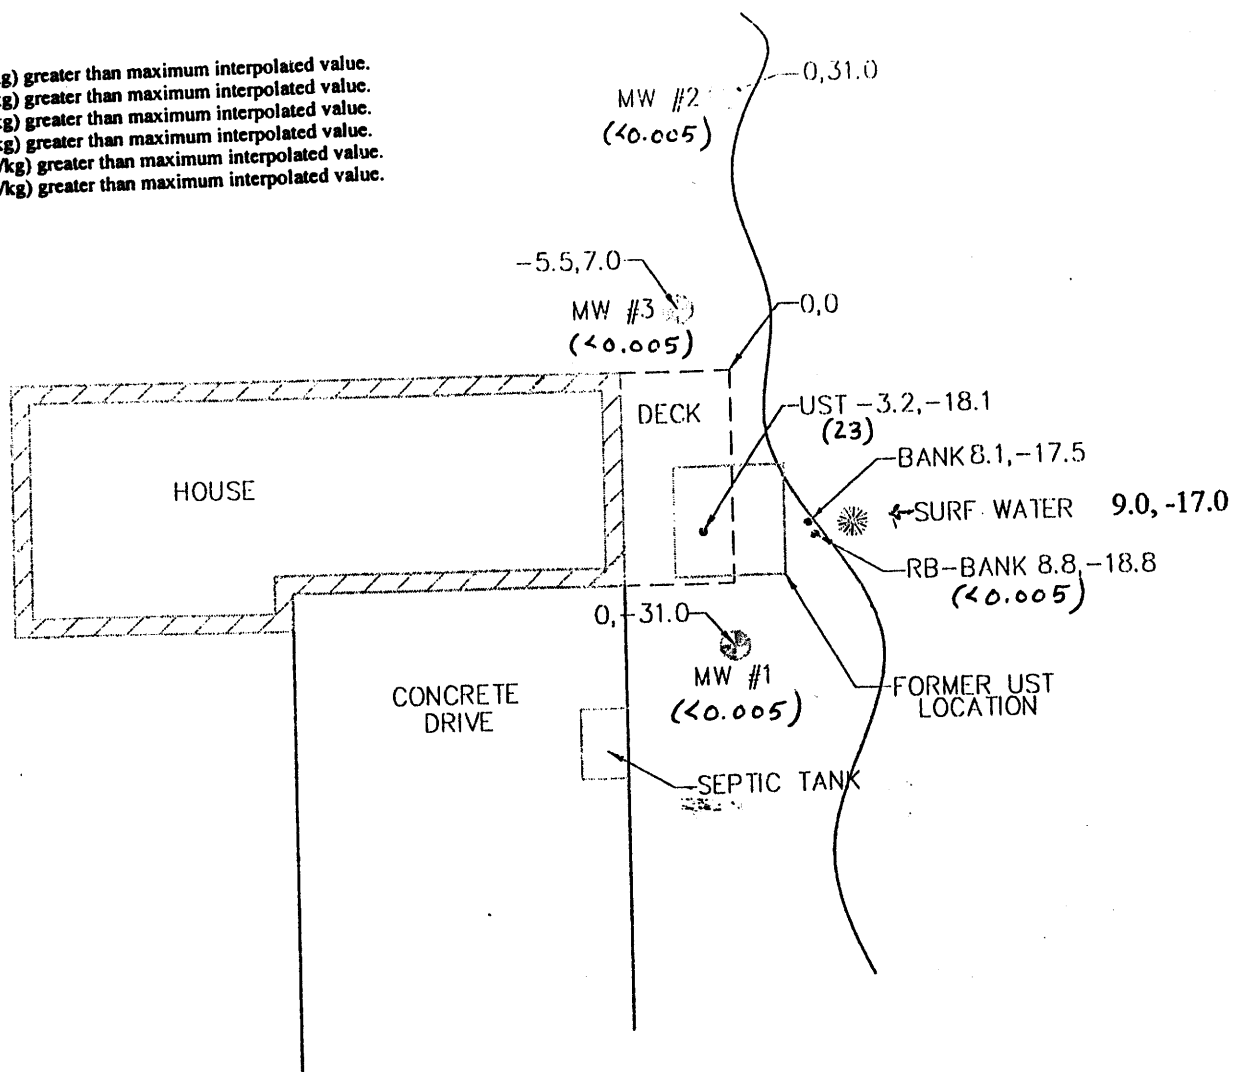 g) greater than maximum interpolated value.
g) greater than maximum interpolated value.
g) greater than maximum interpolated value.
kg) greater than maximum interpolated value.
/kg) greater than maximum interpolated value.
/kg) greater than maximum interpolated value.
0,31.0
MW #2
(<0.005)
-5.5,7.0
MW #3
(<0.005)
0,0
DECK
UST -3.2,-18.1
(23)
BANK 8.1,-17.5
HOUSE
SURF WATER 9.0, -17.0
RB-BANK 8.8,-18.8
(<0.005)
0,-31.0
MW #1
(<0.005)
FORMER UST
LOCATION
CONCRETE
DRIVE
SEPTIC TANK